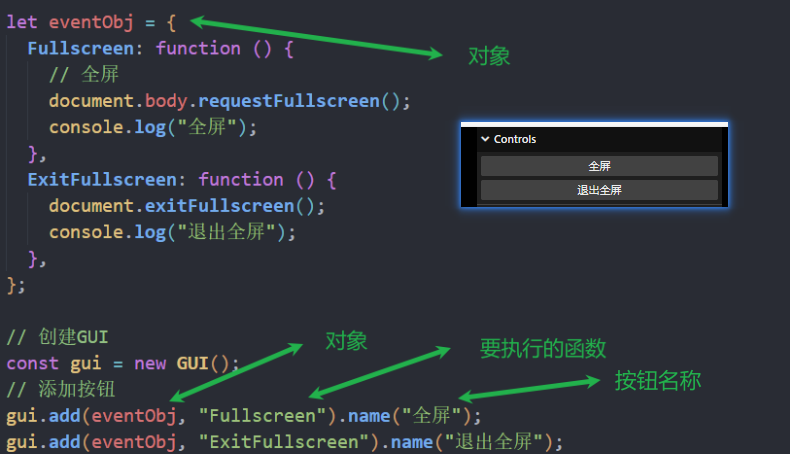 let eventObj = {
对象
Fullscreen: function () {
// 全屏
document.body.requestFullscreen();
console.log("全屏");
},
ExitFullscreen: function () {
document.exitFullscreen();
console.log("退出全屏");
},
};
Controls
全屏
退出全屏
// 创建GUI
对象
要执行的函数
const gui = new GUI();
// 添加按钮
按钮名称
gui.add(eventObj, "Fullscreen").name("全屏");
gui.add(eventObj, "ExitFullscreen").name("退出全屏");